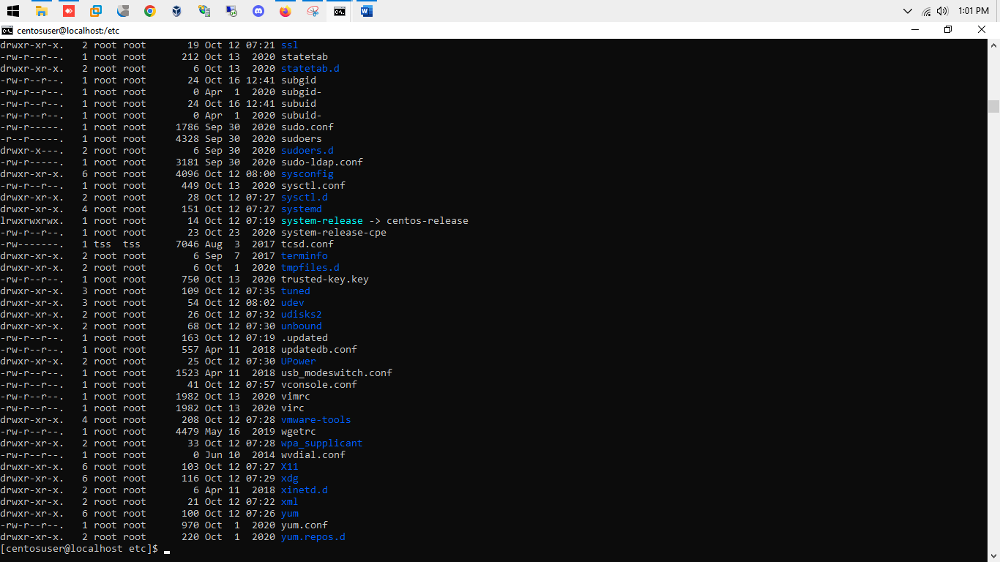 1:01 PM
centosuser@localhost:/etc
drwxr-xr-x.   2 root root       19 Oct 12 07:21 ssl
-rw-r--r--.   1 root root      212 Oct 13  2020 statetab
drwxr-xr-x.   2 root root        6 Oct 13  2020 statetab.d
-rw-r--r--.   1 root root       24 Oct 16 12:41 subgid
-rw-r--r--.   1 root root        0 Apr  1  2020 subgid-
-rw-r--r--.   1 root root       24 Oct 16 12:41 subuid
-rw-r--r--.   1 root root        0 Apr  1  2020 subuid-
-rw-r-----.   1 root root     1786 Sep 30  2020 sudo.conf
-r--r-----.   1 root root     4328 Sep 30  2020 sudoers
drwxr-x---.   2 root root        6 Sep 30  2020 sudoers.d
-rw-r-----.   1 root root     3181 Sep 30  2020 sudo-ldap.conf
drwxr-xr-x.   6 root root     4096 Oct 12 08:00 sysconfig
-rw-r--r--.   1 root root      449 Oct 13  2020 sysctl.conf
drwxr-xr-x.   2 root root       28 Oct 12 07:27 sysctl.d
drwxr-xr-x.   4 root root      151 Oct 12 07:27 systemd
lrwxrwxrwx.   1 root root       14 Oct 12 07:19 system-release -> centos-release
-rw-r--r--.   1 root root       23 Oct 23  2020 system-release-cpe
-rw-------.   1 tss  tss      7046 Aug  3  2017 tcsd.conf
drwxr-xr-x.   2 root root        6 Sep  7  2017 terminfo
drwxr-xr-x.   2 root root        6 Oct  1  2020 tmpfiles.d
-rw-r--r--.   1 root root      750 Oct 13  2020 trusted-key.key
drwxr-xr-x.   3 root root      109 Oct 12 07:35 tuned
drwxr-xr-x.   3 root root       54 Oct 12 08:02 udev
drwxr-xr-x.   2 root root       26 Oct 12 07:32 udisks2
drwxr-xr-x.   2 root root       68 Oct 12 07:30 unbound
-rw-r--r--.   1 root root      163 Oct 12 07:19 .updated
-rw-r--r--.   1 root root      557 Apr 11  2018 updatedb.conf
drwxr-xr-x.   2 root root       25 Oct 12 07:30 UPower
-rw-r--r--.   1 root root     1523 Apr 11  2018 usb_modeswitch.conf
-rw-r--r--.   1 root root       41 Oct 12 07:57 vconsole.conf
-rw-r--r--.   1 root root     1982 Oct 13  2020 vimrc
-rw-r--r--.   1 root root     1982 Oct 13  2020 virc
drwxr-xr-x.   4 root root      208 Oct 12 07:28 vmware-tools
-rw-r--r--.   1 root root     4479 May 16  2019 wgetrc
drwxr-xr-x.   2 root root       33 Oct 12 07:28 wpa_supplicant
-rw-r--r--.   1 root root        0 Jun 10  2014 wvdial.conf
drwxr-xr-x.   6 root root      103 Oct 12 07:27 X11
drwxr-xr-x.   6 root root      116 Oct 12 07:29 xdg
drwxr-xr-x.   2 root root        6 Apr 11  2018 xinetd.d
drwxr-xr-x.   2 root root       21 Oct 12 07:22 xml
drwxr-xr-x.   6 root root      100 Oct 12 07:26 yum
-rw-r--r--.   1 root root      970 Oct  1  2020 yum.conf
drwxr-xr-x.   2 root root      220 Oct  1  2020 yum.repos.d
[centosuser@localhost etc]$